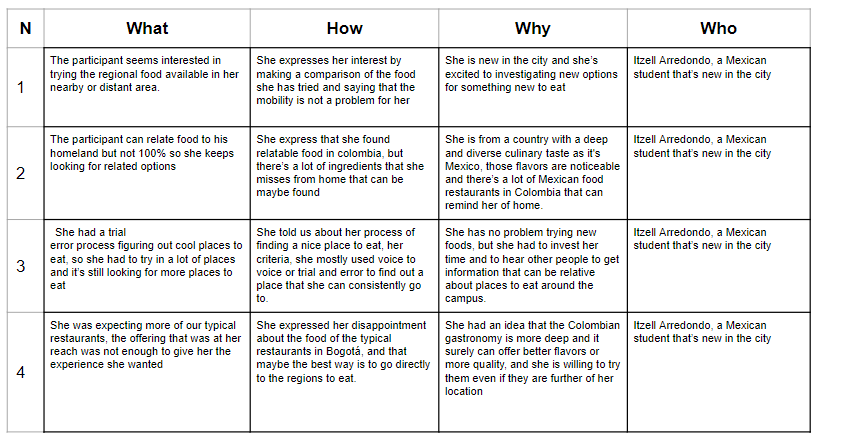 N What How Why Who
1
The participant seems interested in
trying the regional food available in her
nearby or distant area.
She expresses her interest by
making a comparison of the food
she has tried and saying that the
mobility is not a problem for her
She is new in the city and she's
excited to investigating new options
for something new to eat
Itzell Arredondo, a Mexican
student that's new in the city
2
The participant can relate food to his
homeland but not 100% so she keeps
looking for related options
She express that she found
relatable food in colombia, but
there's a lot of ingredients that she
misses from home that can be
maybe found
She is from a country with a deep
and diverse culinary taste as it's
Mexico, those flavors are noticeable
and there's a lot of Mexican food
restaurants in Colombia that can
remind her of home.
Itzell Arredondo, a Mexican
student that's new in the city
3
She had a trial
error process figuring out cool places to
eat, so she had to try in a lot of places
and it's still looking for more places to
eat
She told us about her process of
finding a nice place to eat, her
criteria, she mostly used voice to
voice or trial and error to find out a
place that she can consistently go
to.
She has no problem trying new
foods, but she had to invest her
time and to hear other people to get
information that can be relative
about places to eat around the
campus.
Itzell Arredondo, a Mexican
student that's new in the city
4
She was expecting more of our typical
restaurants, the offering that was at her
reach was not enough to give her the
experience she wanted
She expressed her disappointment
about the food of the typical
restaurants in Bogotá, and that
maybe the best way is to go directly
to the regions to eat.
She had an idea that the Colombian
gastronomy is more deep and it
surely can offer better flavors or
more quality, and she is willing to try
them even if they are further of her
location
Itzell Arredondo, a Mexican
student that's new in the city